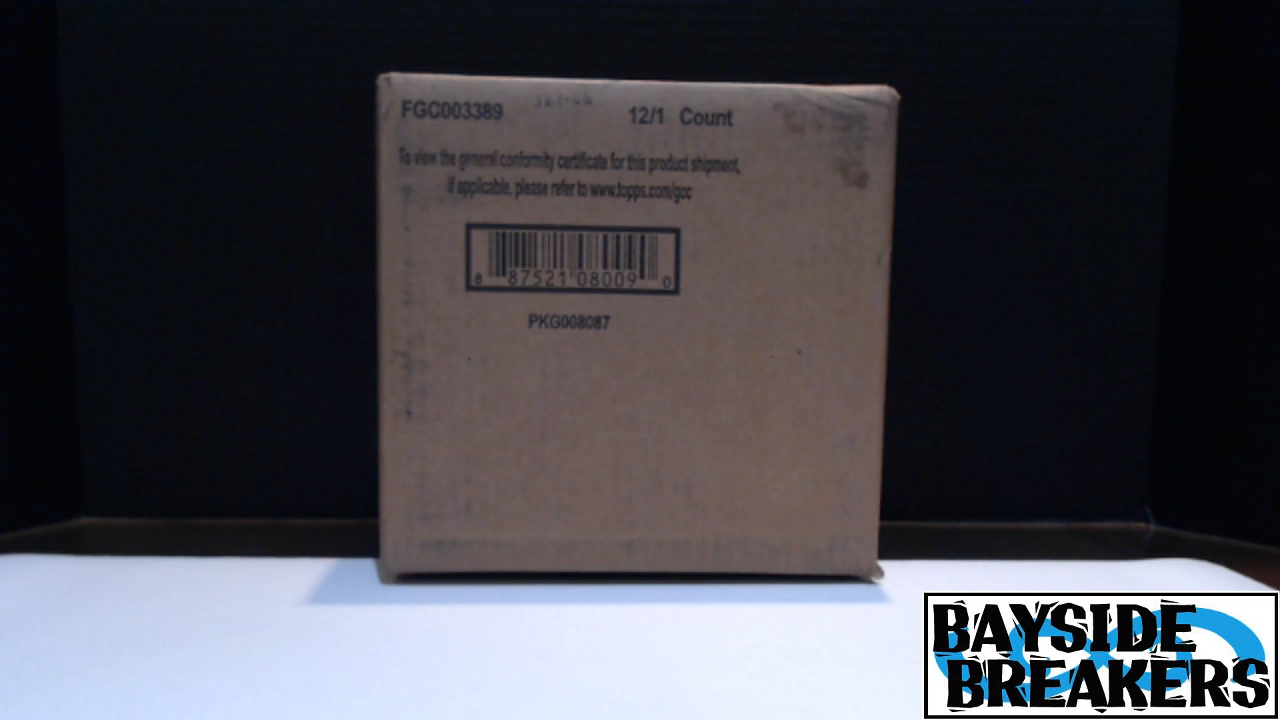 FGC003389
12/1 Count
To view the general conformity certificate for this product shipment,
if applicable, please refer to www.topps.com/gcc
8 87521 08009 0
PKG008087
BAYSIDE
BREAKERS